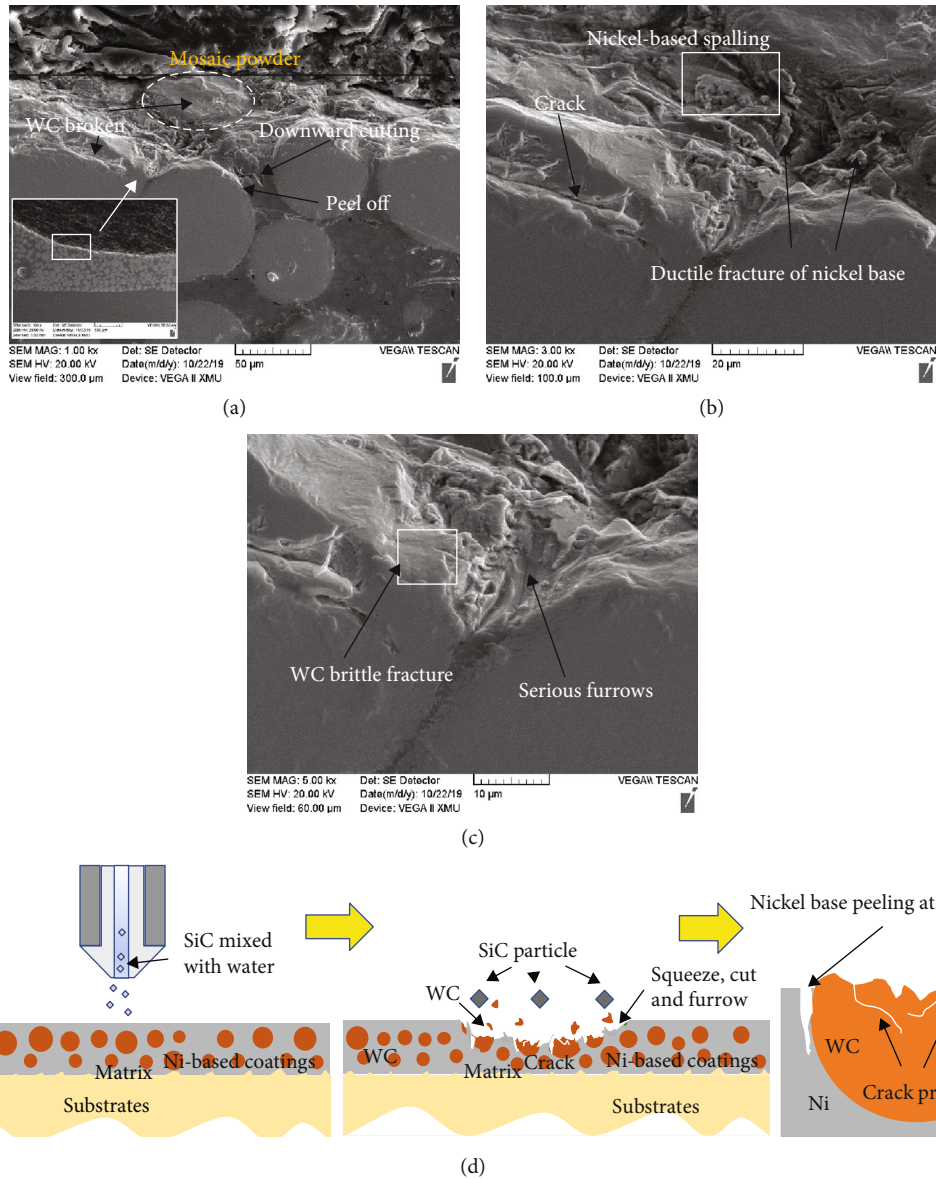 Mosaic powder
WC broken
Downward cutting
Peel off
SEM MAG: 1.00 kx
Det: SE Detector
SEM HV: 20.00 kV
Date(m/d/y): 10/22/19
50 µm
VEGA\\ TESCAN
View field: 300.0 µm
Device: VEGA II XMU
(a)
Nickel-based spalling
Crack
Ductile fracture of nickel base
SEM MAG: 3.00 kx
Det: SE Detector
SEM HV: 20.00 kV
Date(m/d/y): 10/22/19
20 µm
VEGA\\ TESCAN
View field: 100.0 µm
Device: VEGA II XMU
(b)
WC brittle fracture
Serious furrows
SEM MAG: 5.00 kx
Det: SE Detector
SEM HV: 20.00 kV
Date(m/d/y): 10/22/19
10 µm
VEGA\\ TESCAN
View field: 60.00 µm
Device: VEGA II XMU
(c)
SiC mixed
with water
Ni-based coatings
Matrix
Substrates
SiC particle
WC
Squeeze, cut
and furrow
WC
Matrix
Crack
Ni-based coatings
Substrates
Nickel base peeling at
WC
Crack pr
Ni
(d)